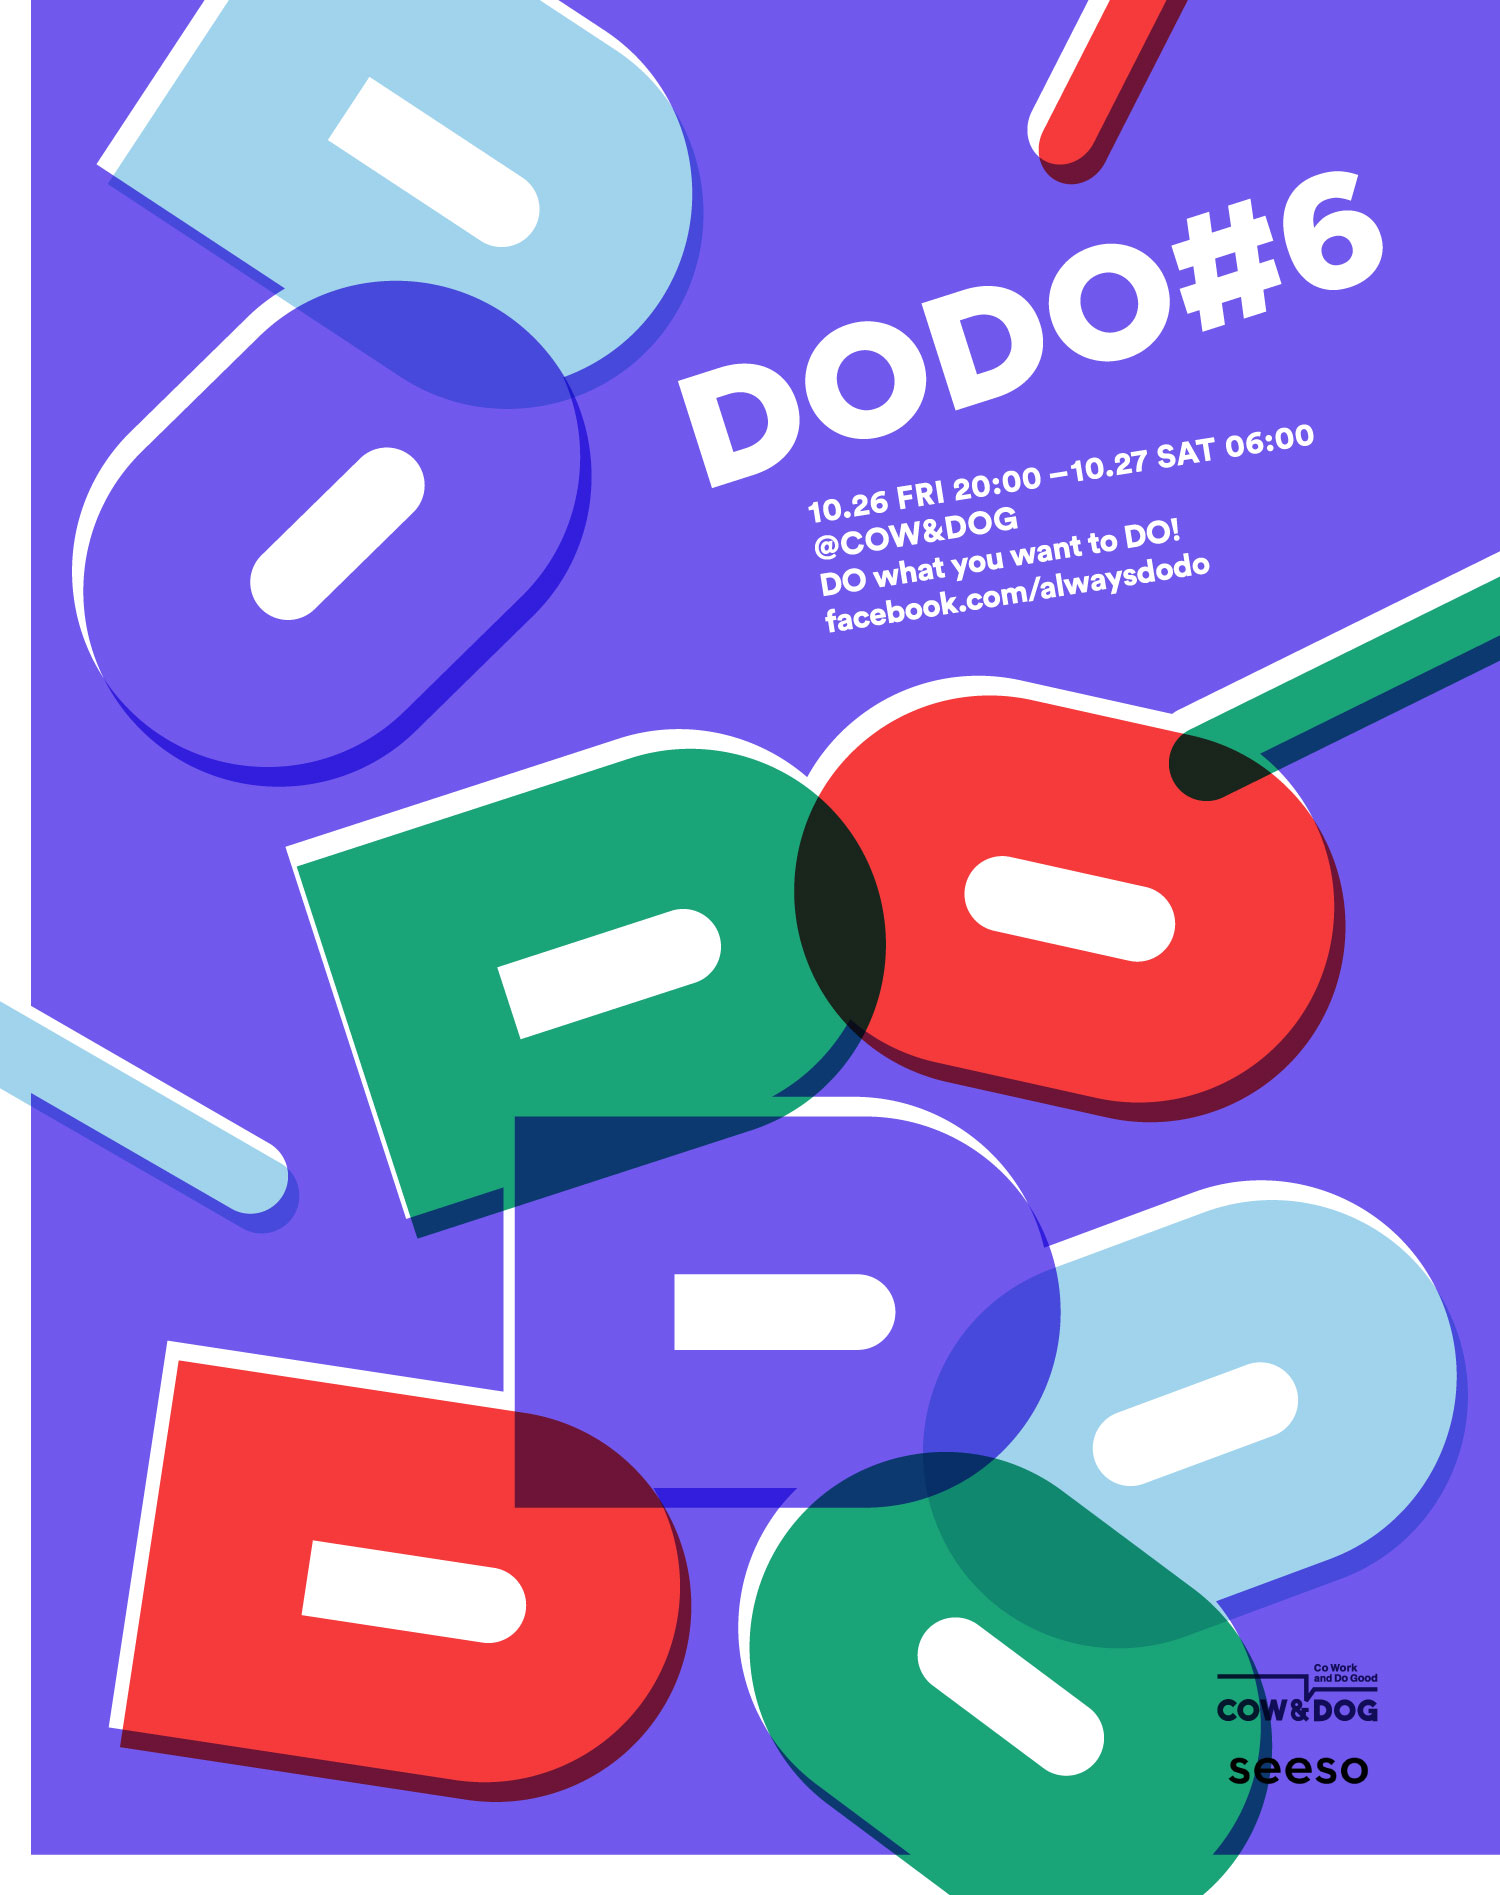 DODO#6
10.26 FRI 20:00 –10.27 SAT 06:00
@COW&DOG
DO what you want to DO!
facebook.com/alwaysdodo
D
O
D O
D O
D O
Co Work
and Do Good
COW&DOG
seeso